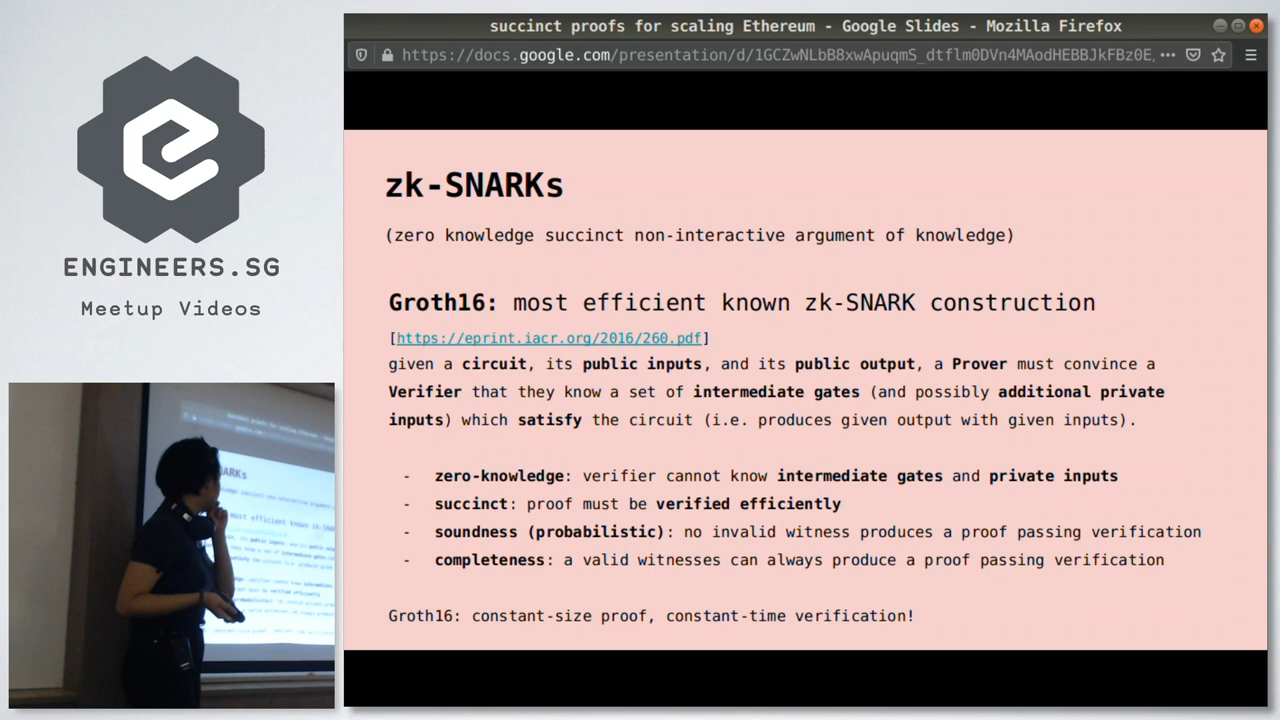 succinct proofs for scaling Ethereum - Google Slides - Mozilla Firefox
https://docs.google.com/presentation/d/1GCZwNLbB8xwApuqmS_dtflm0DVn4MAodHEBBJkFBz0E,
ENGINEERS.SG
Meetup Videos
zk-SNARKs
(zero knowledge succinct non-interactive argument of knowledge)
Groth16: most efficient known zk-SNARK construction
[https://eprint.iacr.org/2016/260.pdf]
given a circuit, its public inputs, and its public output, a Prover must convince a
Verifier that they know a set of intermediate gates (and possibly additional private
inputs) which satisfy the circuit (i.e. produces given output with given inputs).
- zero-knowledge: verifier cannot know intermediate gates and private inputs
- succinct: proof must be verified efficiently
- soundness (probabilistic): no invalid witness produces a proof passing verification
- completeness: a valid witnesses can always produce a proof passing verification
Groth16: constant-size proof, constant-time verification!